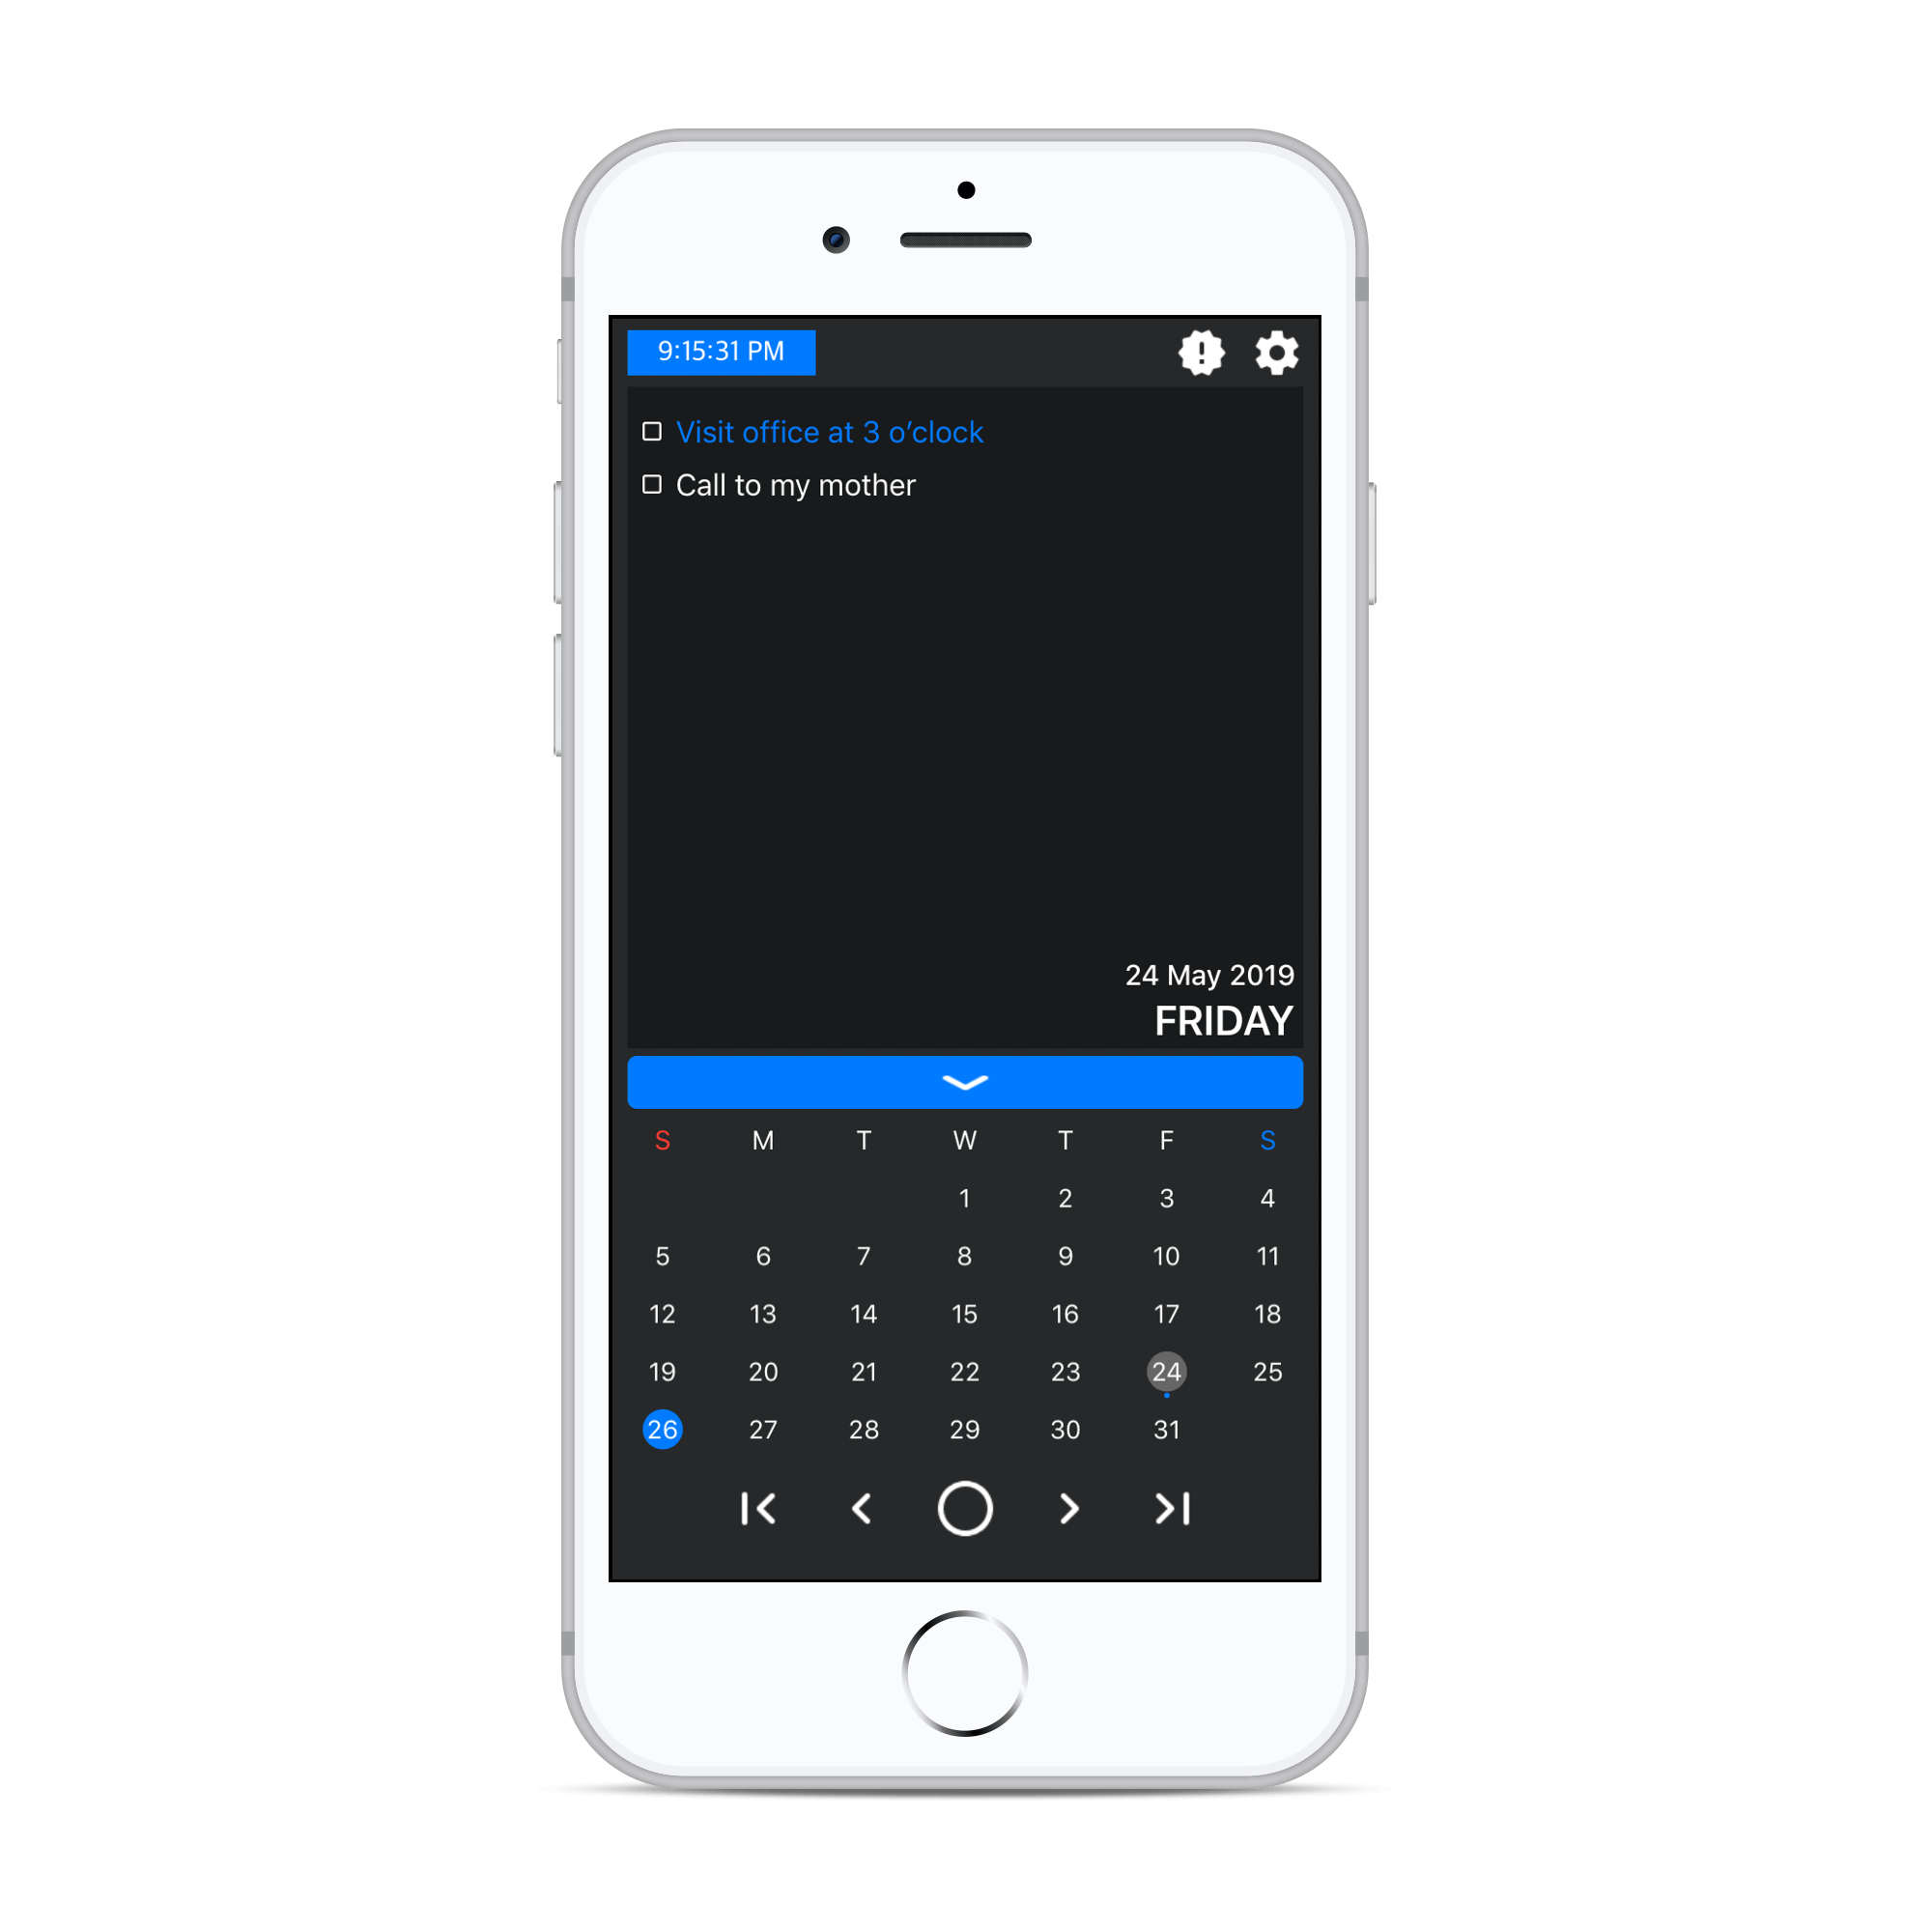 9:15:31 PM
Visit office at 3 o’clock
Call to my mother
24 May 2019
FRIDAY
S M T W T F S
1 2 3 4
5 6 7 8 9 10 11
12 13 14 15 16 17 18
19 20 21 22 23 24 25
26 27 28 29 30 31